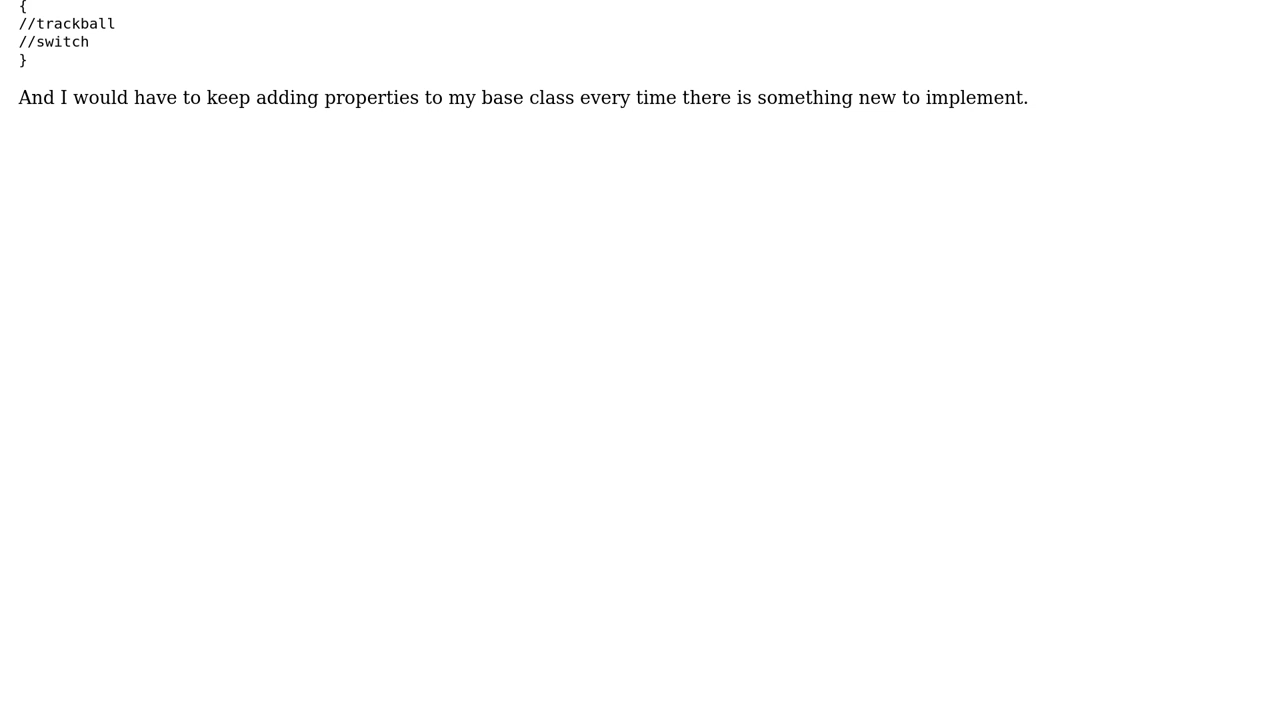 {
//trackball
//switch
}
And I would have to keep adding properties to my base class every time there is something new to implement.